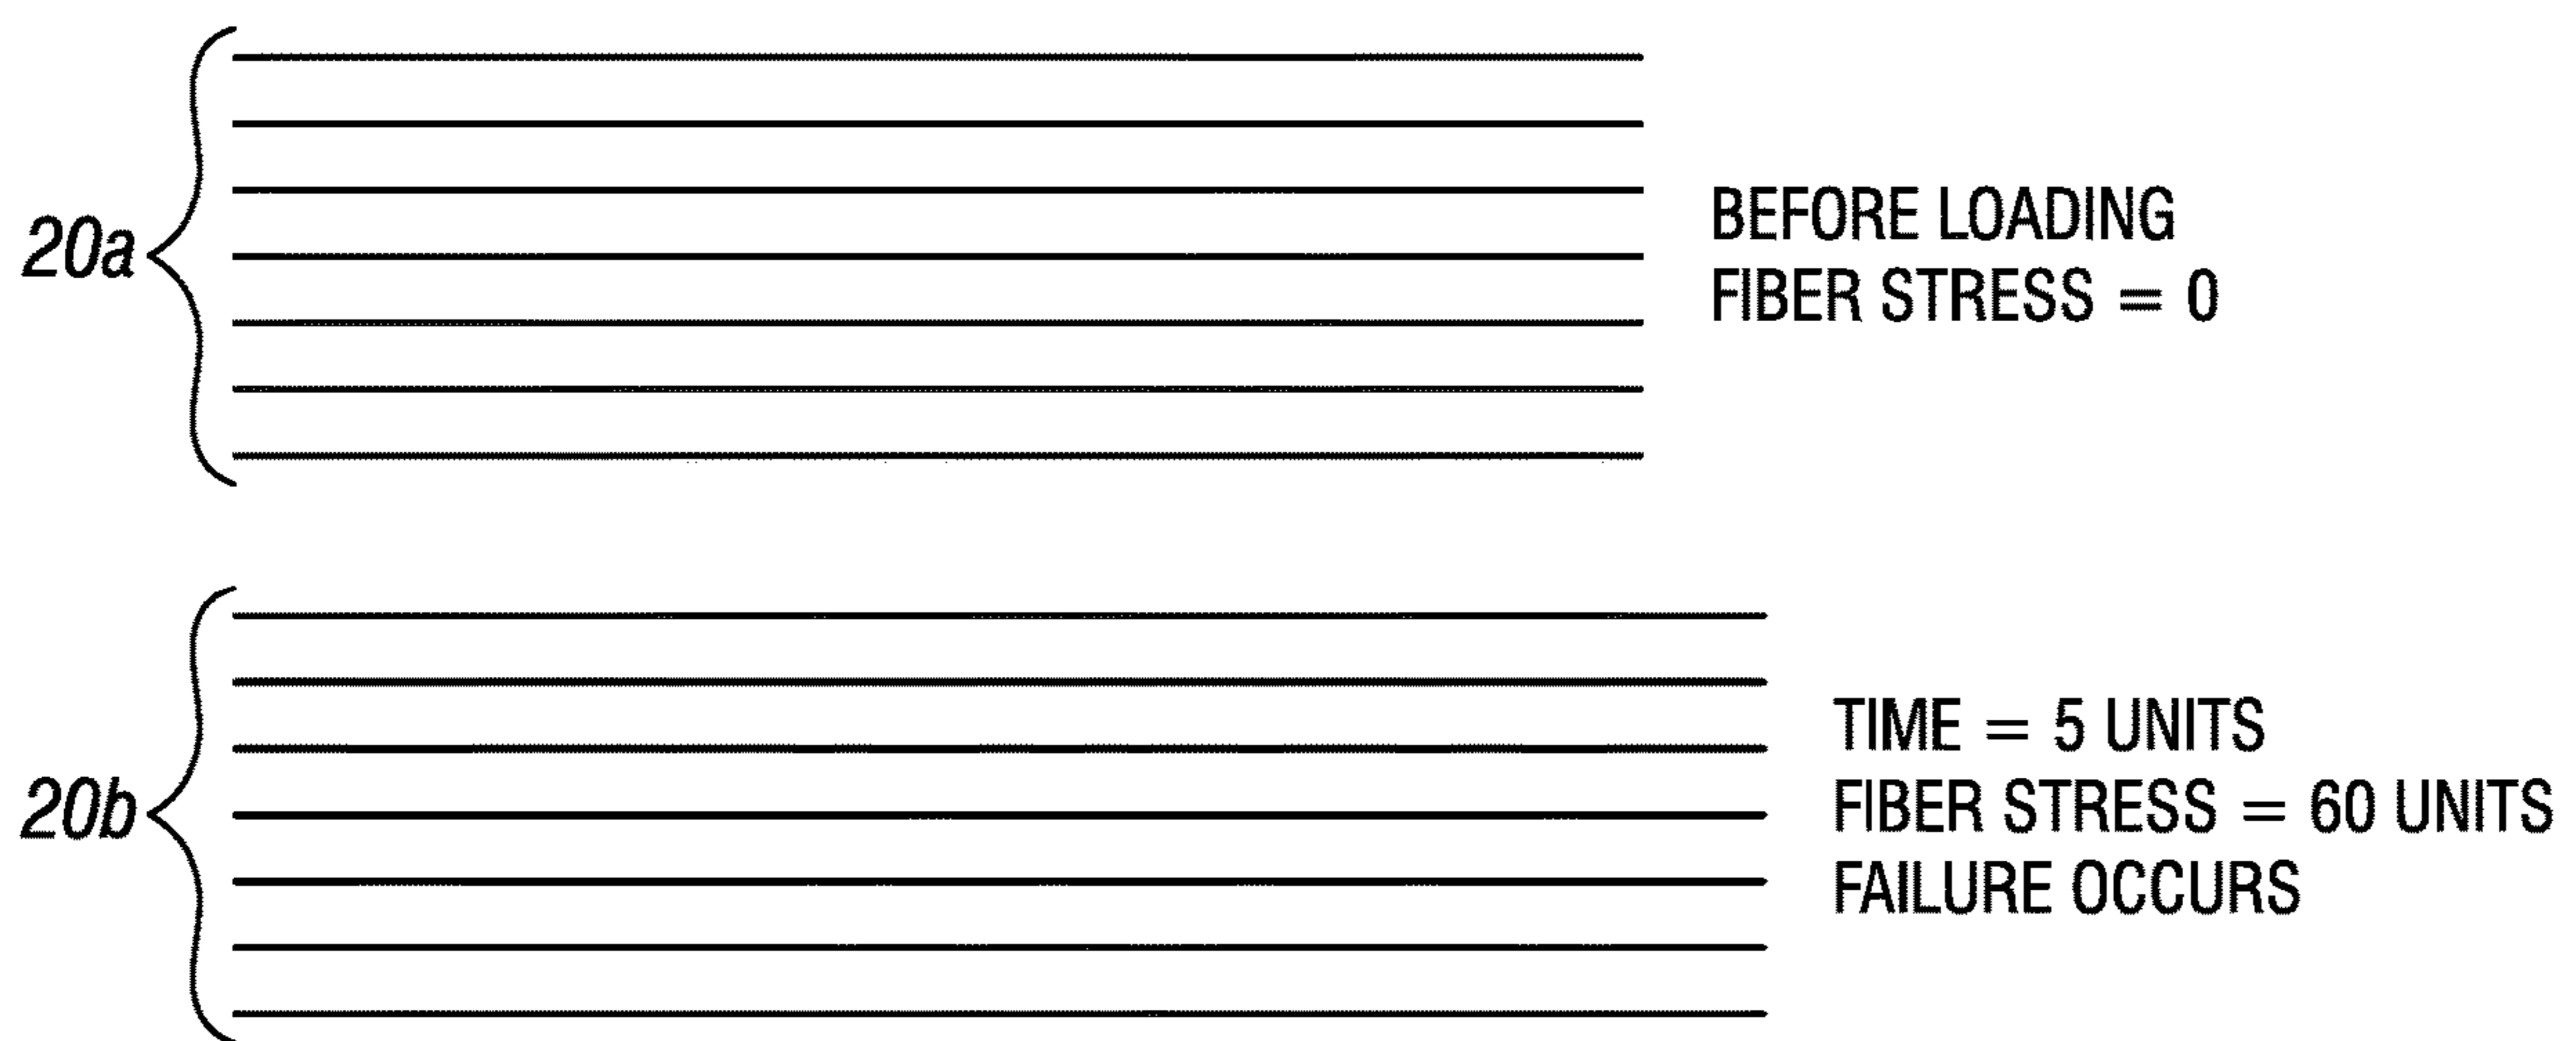 20a
BEFORE LOADING
FIBER STRESS = 0
20b
TIME = 5 UNITS
FIBER STRESS = 60 UNITS
FAILURE OCCURS